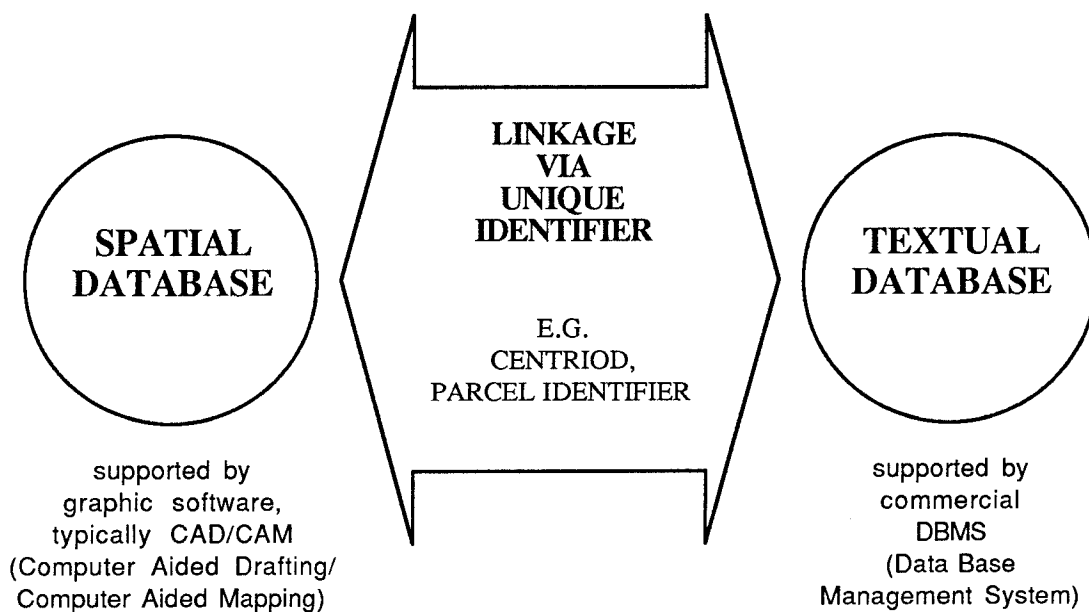 SPATIAL
DATABASE
supported by
graphic software,
typically CAD/CAM
(Computer Aided Drafting/
Computer Aided Mapping)
LINKAGE
VIA
UNIQUE
IDENTIFIER
E.G.
CENTRIOD,
PARCEL IDENTIFIER
TEXTUAL
DATABASE
supported by
commercial
DBMS
(Data Base
Management System)